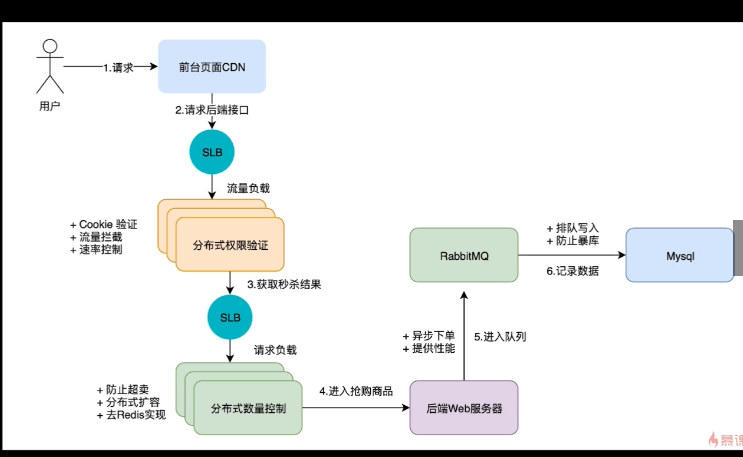 1.请求
前台页面CDN
用户
2.请求后端接口
SLB
流量负载
+ Cookie 验证
+ 流量拦截
+ 速率控制
分布式权限验证
3.获取秒杀结果
SLB
请求负载
+ 防止超卖
+ 分布式扩容
+ 去Redis实现
分布式数量控制
4.进入抢购商品
后端Web服务器
+ 异步下单
+ 提供性能
5.进入队列
RabbitMQ
+ 排队写入
+ 防止暴库
6.记录数据
Mysql
慕课